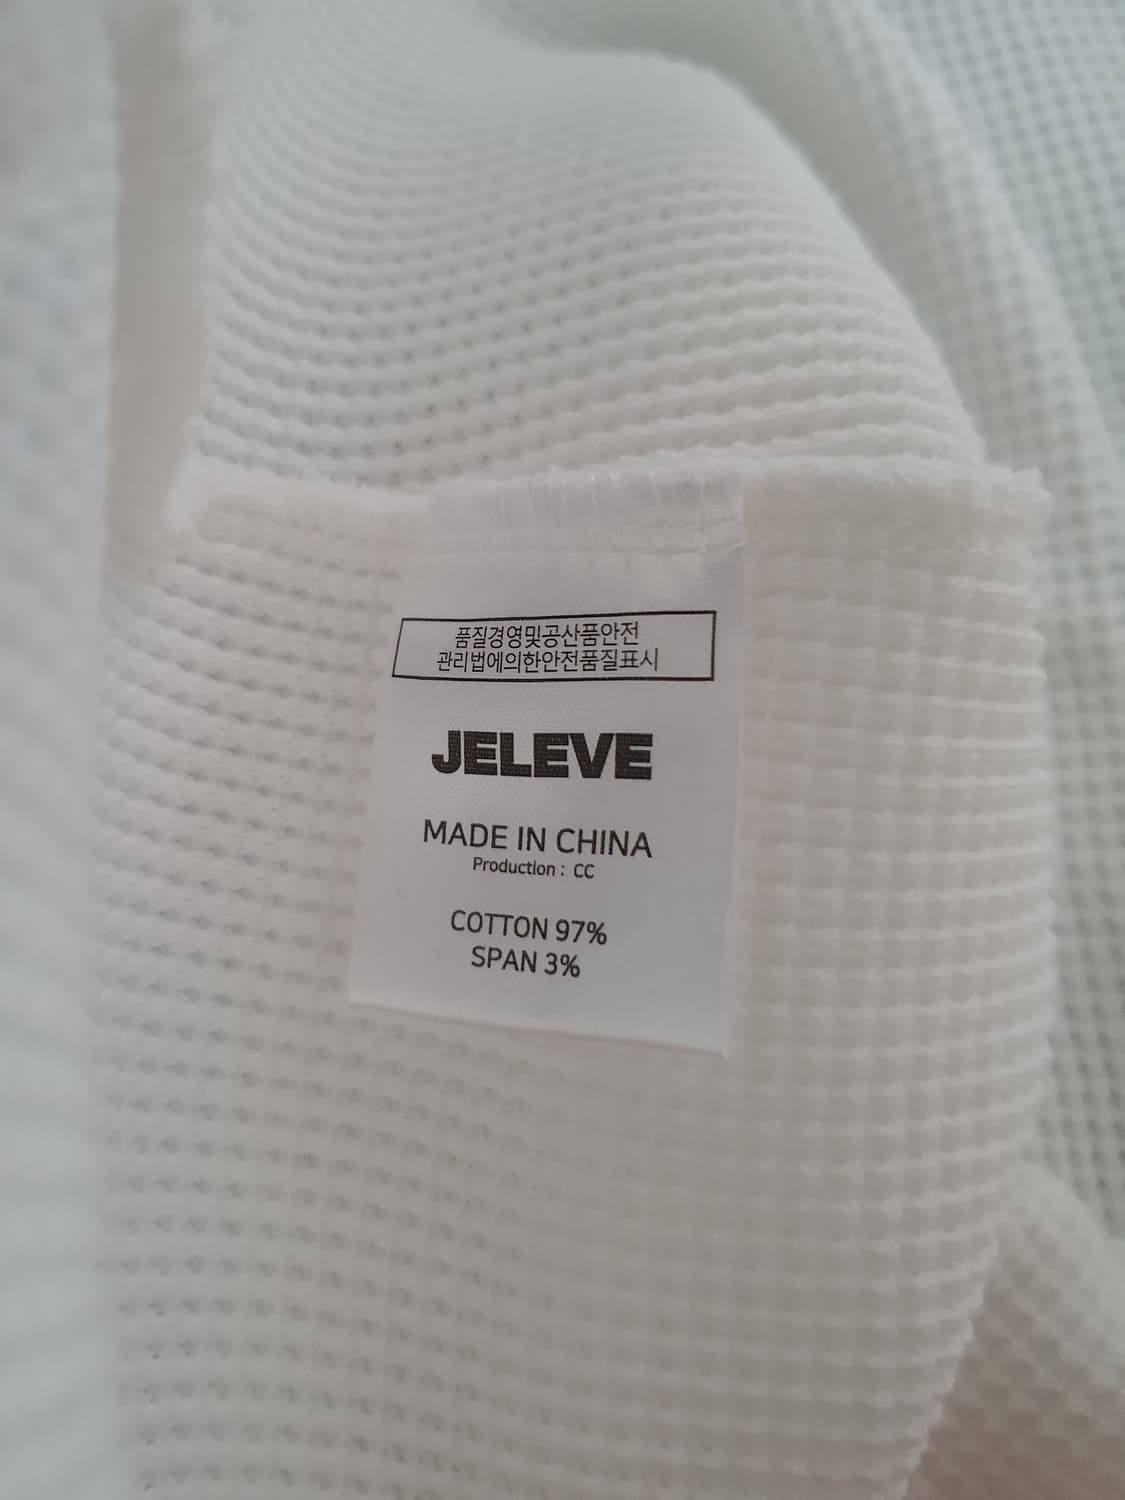 품질경영및공산품안전
관리법에의한안전품질표시
JELEVE
MADE IN CHINA
Production : CC
COTTON 97%
SPAN 3%